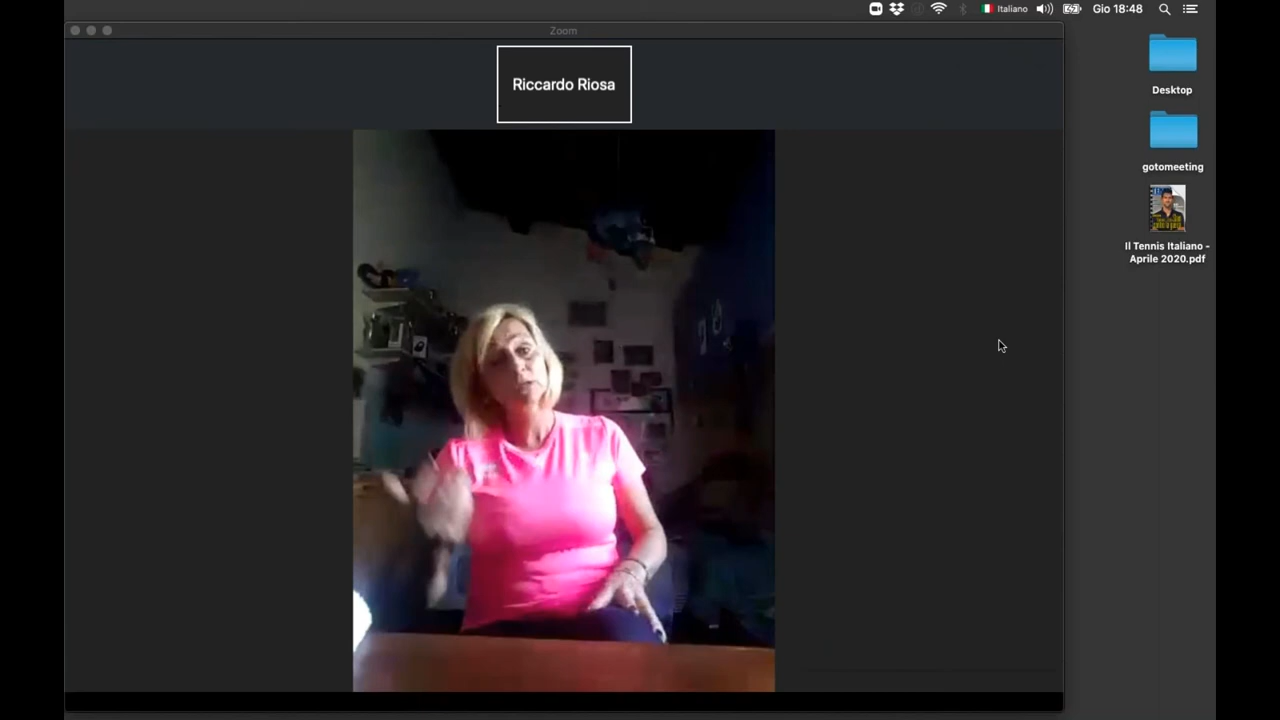 Italiano
Gio 18:48
Zoom
Riccardo Riosa
Desktop
gotomeeting
Il Tennis Italiano -
Aprile 2020.pdf